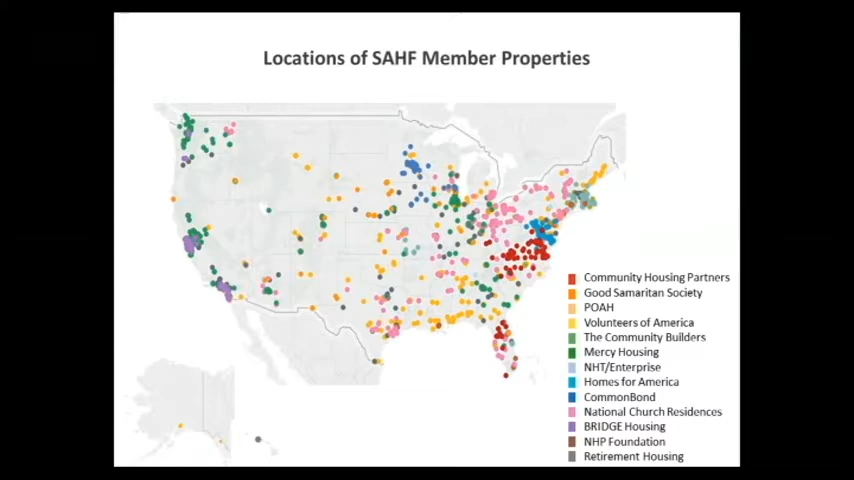 Locations of SAHF Member Properties
Community Housing Partners
Good Samaritan Society
POAH
Volunteers of America
The Community Builders
Mercy Housing
NHT/Enterprise
Homes for America
CommonBond
National Church Residences
BRIDGE Housing
NHP Foundation
Retirement Housing